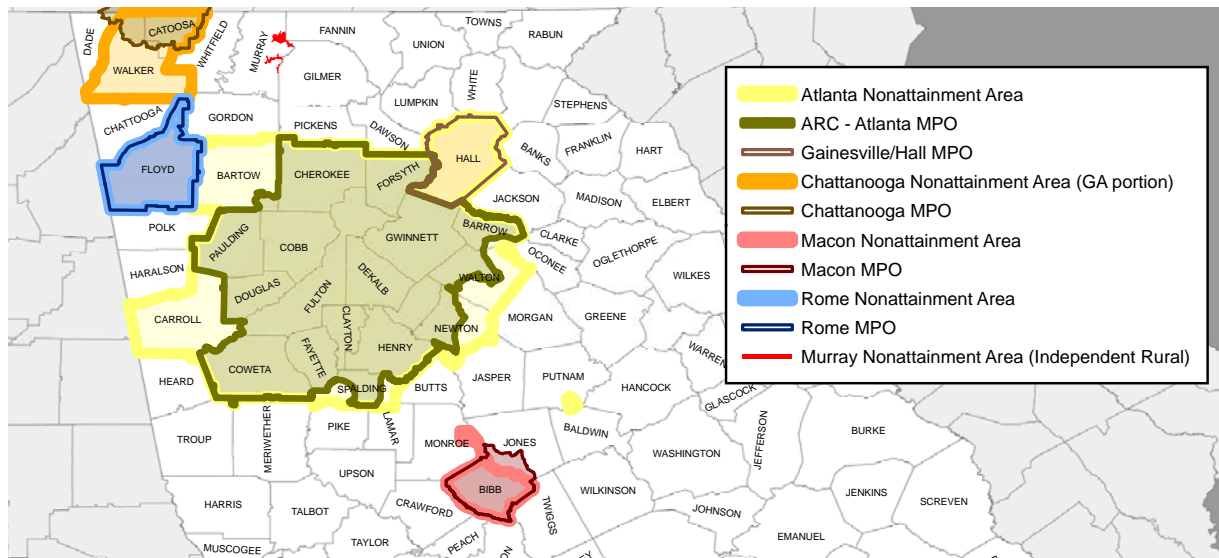 CATOOSA
DADE
WHITFIELD
MURRAY
FANNIN
UNION
TOWNS
RABUN
WALKER
GILMER
WHITE
LUMPKIN
STEPHENS
CHATTOOGA
GORDON
PICKENS
DAWSON
HALL
BANKS
FRANKLIN
HART
FLOYD
BARTOW
CHEROKEE
FORSYTH
JACKSON
MADISON
ELBERT
POLK
PAULDING
COBB
GWINNETT
BARROW
CLARKE
OCONEE
OGLETHORPE
HARALSON
DOUGLAS
FULTON
DEKALB
WALTON
WILKES
CARROLL
CLAYTON
NEWTON
MORGAN
GREENE
COWETA
FAYETTE
HENRY
WARREN
HEARD
SPALDING
BUTTS
JASPER
PUTNAM
HANCOCK
GLASCOCK
TROUP
MERIWETHER
PIKE
LAMAR
MONROE
JONES
BALDWIN
WASHINGTON
JEFFERSON
BURKE
UPSON
BIBB
WILKINSON
HARRIS
TALBOT
CRAWFORD
TWIGGS
JOHNSON
JENKINS
SCREVEN
MUSCOGEE
TAYLOR
PEACH
EMANUEL
Atlanta Nonattainment Area
ARC - Atlanta MPO
Gainesville/Hall MPO
Chattanooga Nonattainment Area (GA portion)
Chattanooga MPO
Macon Nonattainment Area
Macon MPO
Rome Nonattainment Area
Rome MPO
Murray Nonattainment Area (Independent Rural)